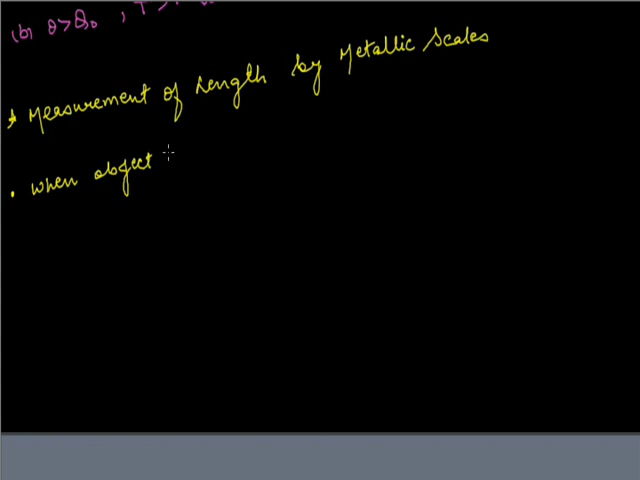 (b) θ>θ₀ , T>
* Measurement of Length by Metallic Scales
• when object